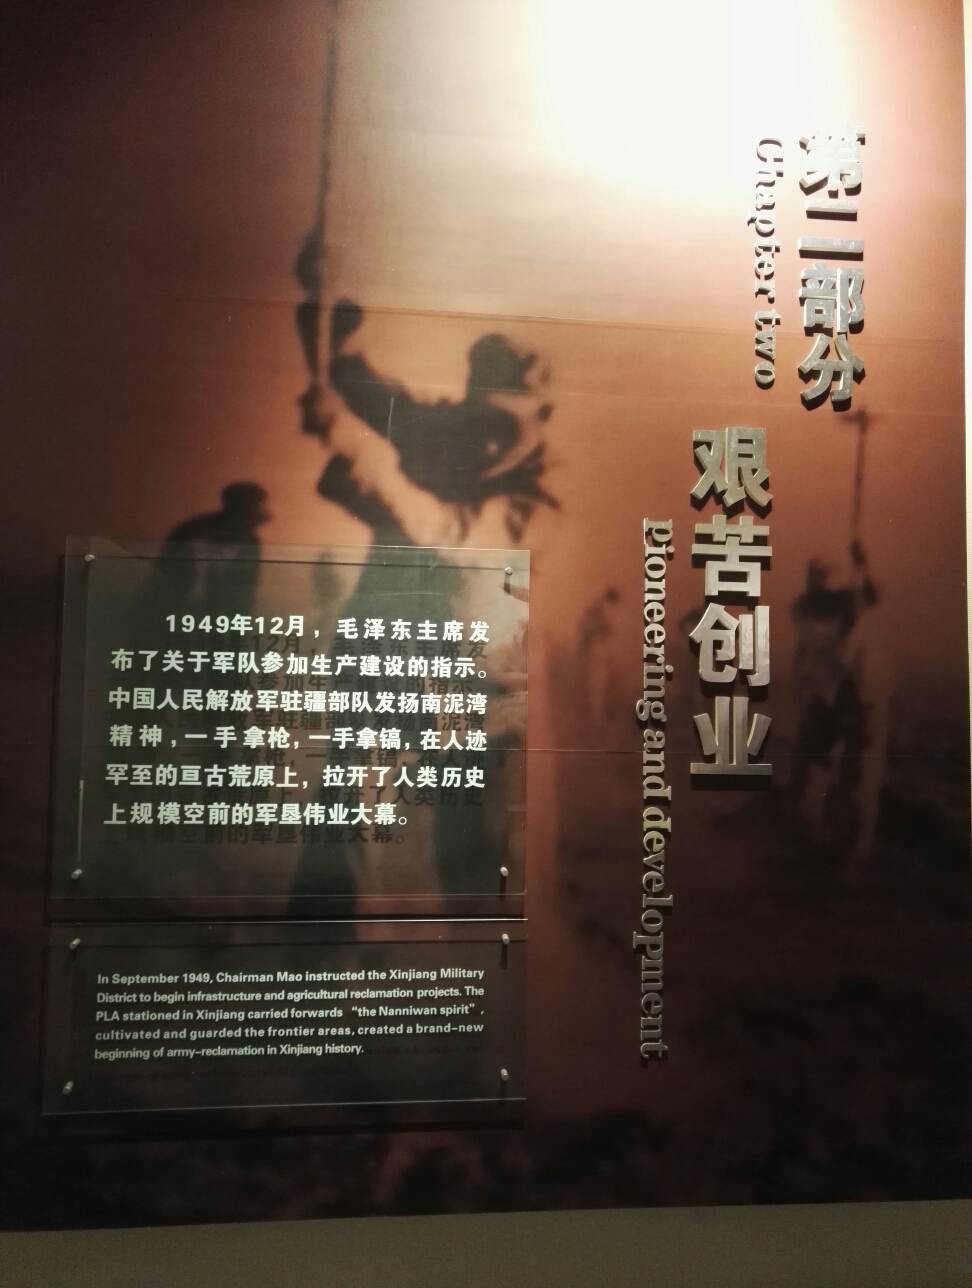 第二部分
Chapter two
艰苦创业
pioneering and development
1949年12月，毛泽东主席发
布了关于军队参加生产建设的指示。
中国人民解放军驻疆部队发扬南泥湾
精神，一手拿枪，一手拿镐，在人迹
罕至的亘古荒原上，拉开了人类历史
上规模空前的军垦伟业大幕。
In September 1949, Chairman Mao instructed the Xinjiang Military
District to begin infrastructure and agricultural reclamation projects. The
PLA stationed in Xinjiang carried forwards “the Nanniwan spirit”,
cultivated and guarded the frontier areas, created a brand-new
beginning of army-reclamation in Xinjiang history.